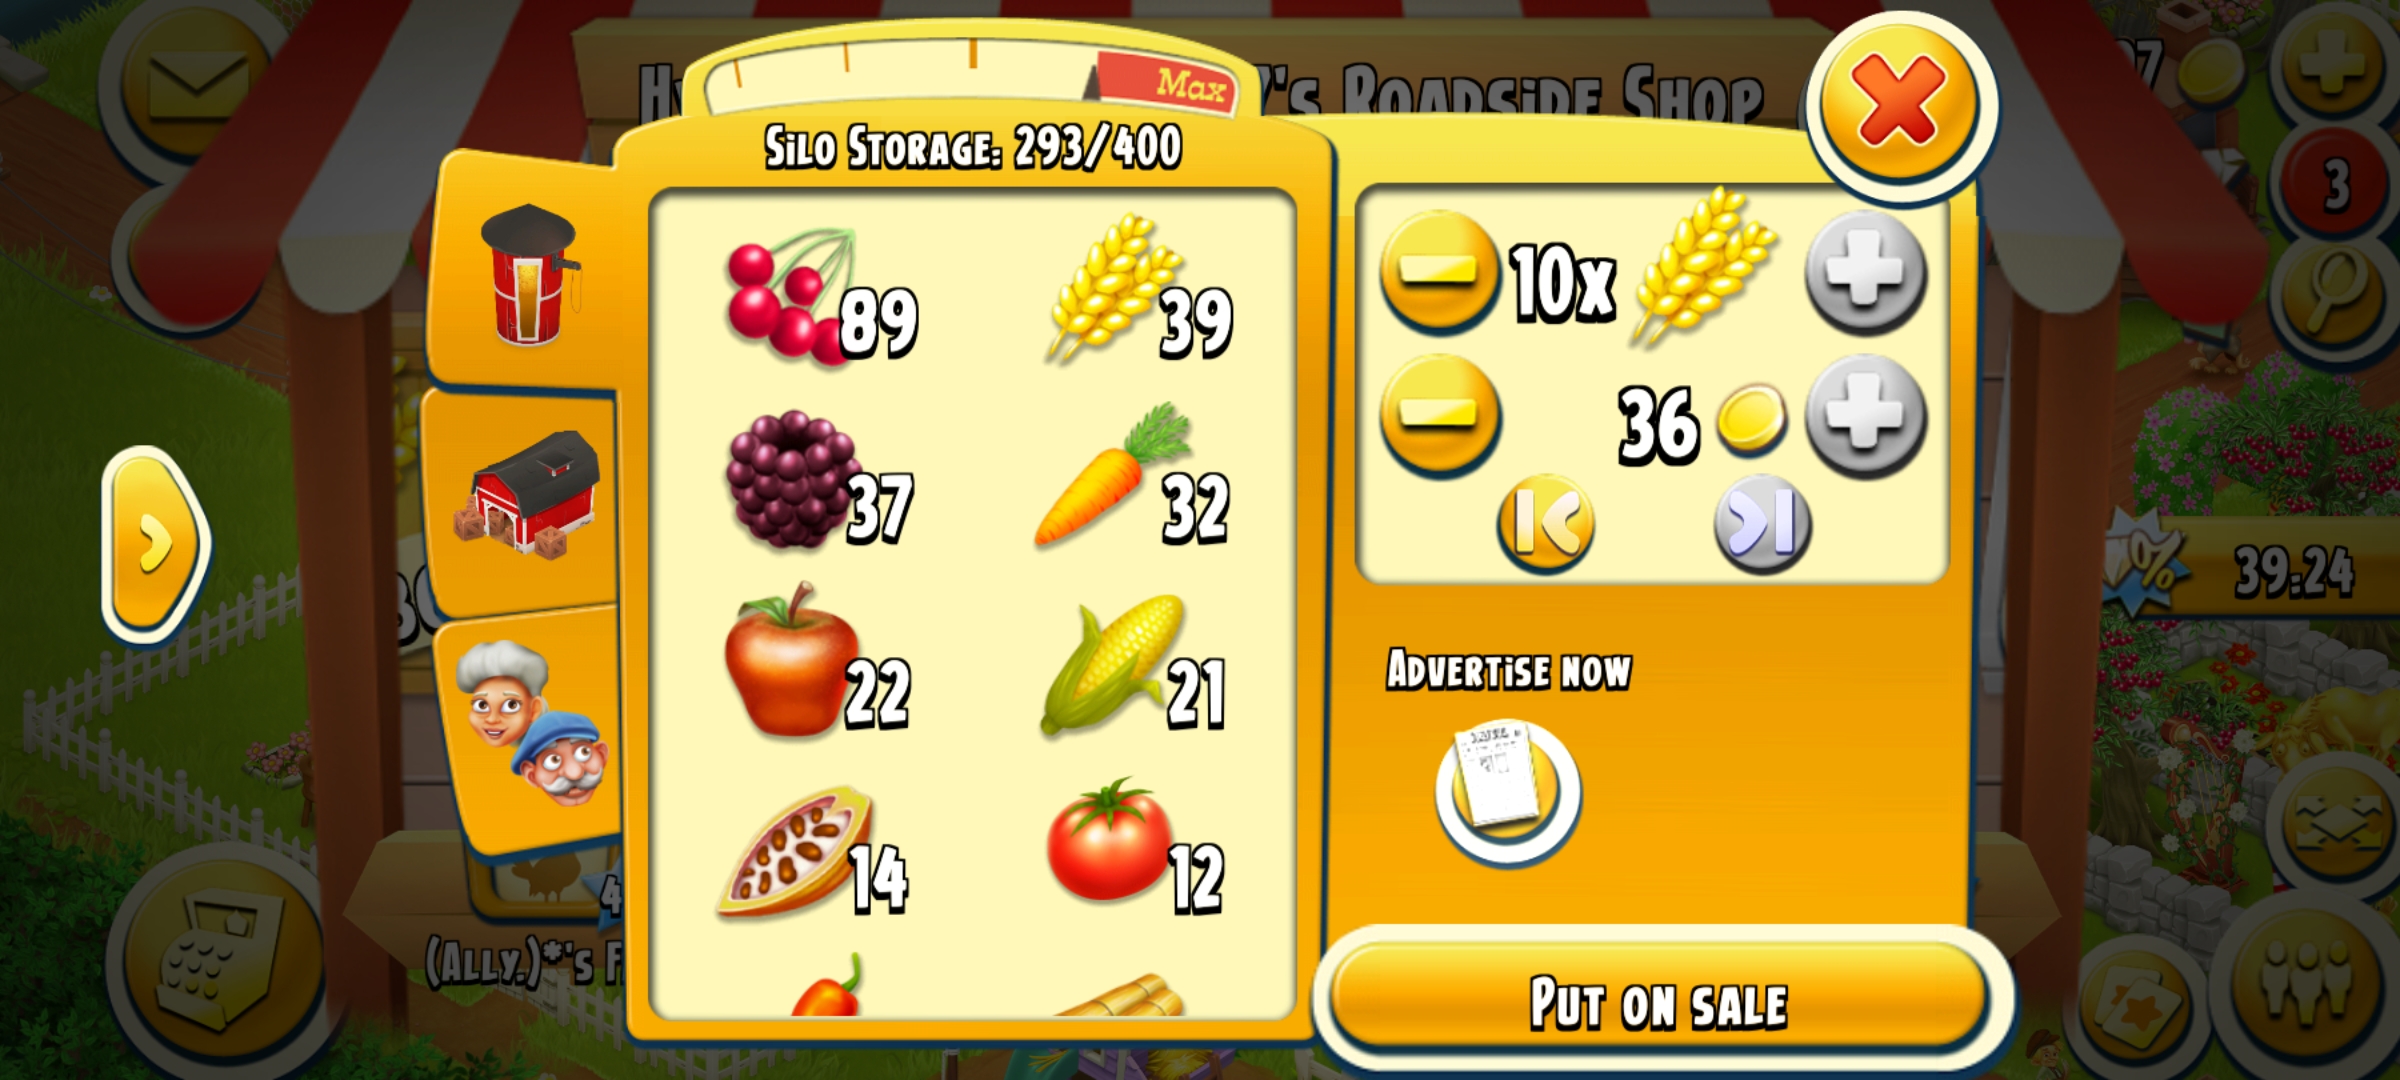 Max
's Roadside Shop
Silo Storage: 293/400
3
89
39
10x
37
32
36
22
21
39:24
Advertise now
14
12
(Ally.)*'s F
Put on sale